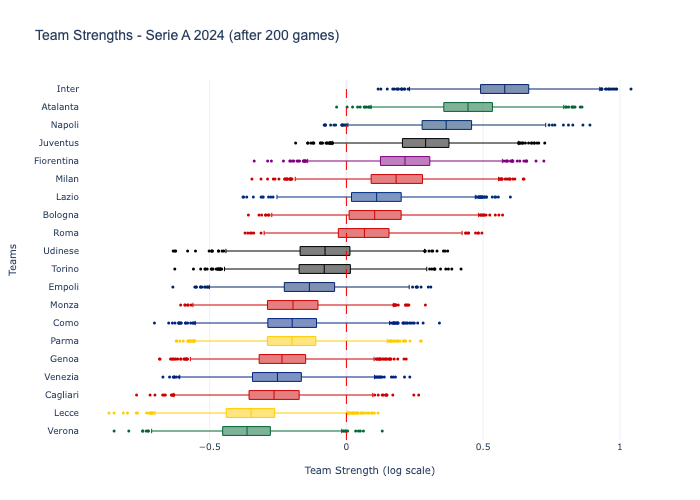 Team Strengths - Serie A 2024 (after 200 games)
Inter
Atalanta
Napoli
Juventus
Fiorentina
Milan
Lazio
Bologna
Roma
Udinese
Torino
Empoli
Monza
Como
Parma
Genoa
Venezia
Cagliari
Lecce
Verona
Teams
−0.5 0 0.5 1
Team Strength (log scale)